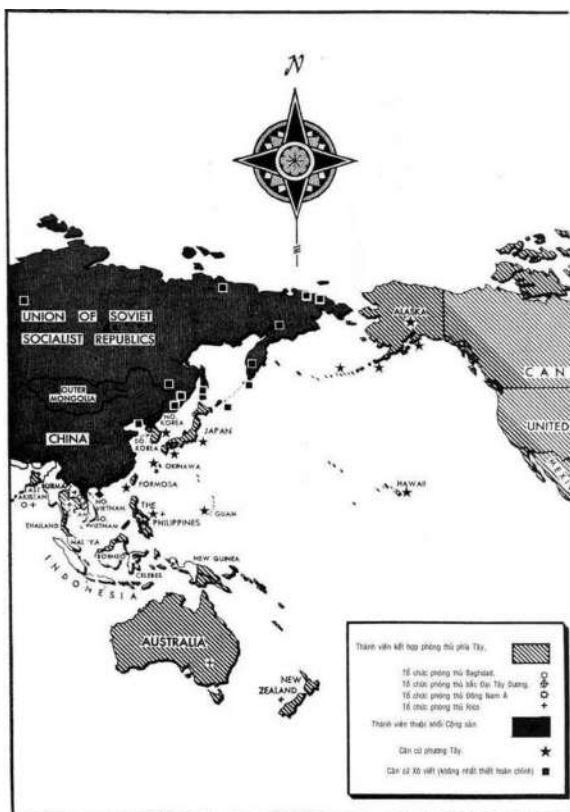 N
ALASKA
UNION OF SOVIET
SOCIALIST REPUBLICS
CAN
OUTER
MONGOLIA
NO.
KOREA
UNITED
CHINA
SO.
KOREA
JAPAN
MEXI
OKINAWA
BURMA
FORMOSA
HAWAII
NO.
VIETNAM
THE
PHILIPPINES
GUAM
SO.
VIETNAM
THAILAND
BORNEO
NEW GUINEA
CELEBES
INDONESIA
AUSTRALIA
NEW
ZEALAND
Thành viên kết hợp phòng thủ phía Tây,
Tổ chức phòng thủ Baghdad.
Tổ chức phòng thủ Bắc Đại Tây Dương.
Tổ chức phòng thủ Đông Nam Á
Tổ chức phòng thủ Rico
Thành viên thuộc khối Cộng sản.
Căn cứ phương Tây.
Căn cứ Xô viết (không nhất thiết hoàn chỉnh)